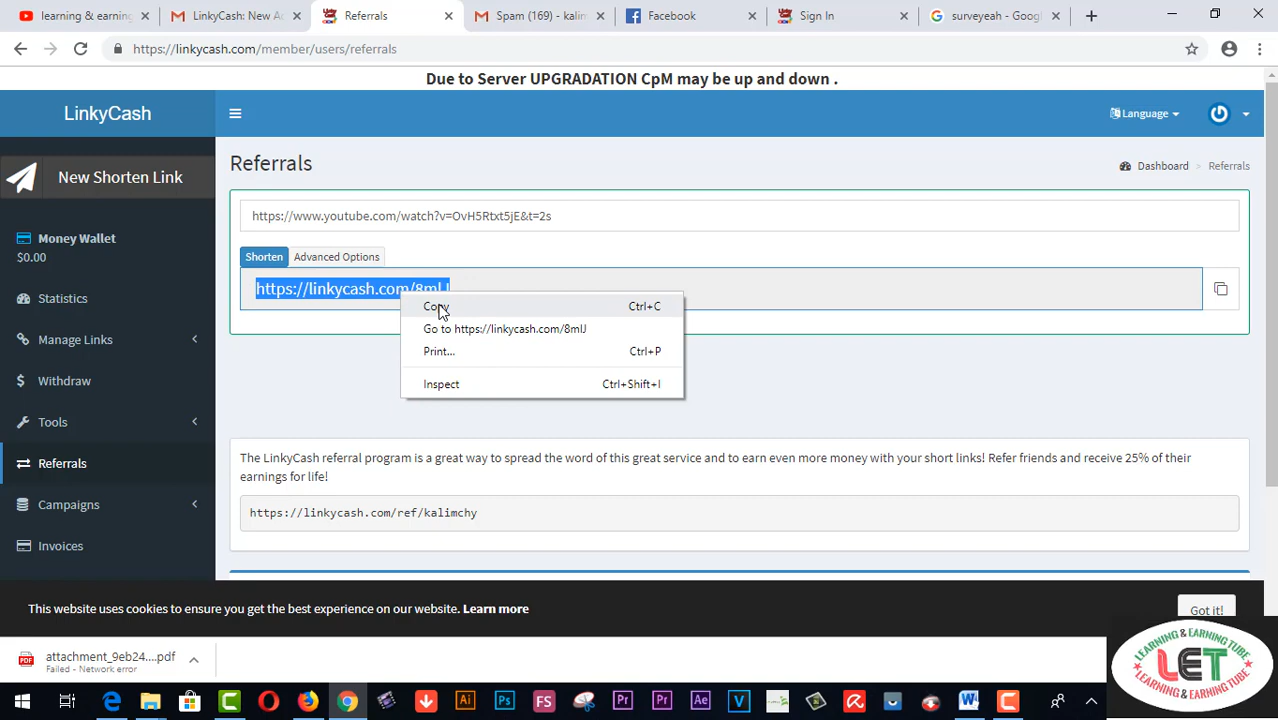 learning & earning
LinkyCash: New Ar
Referrals
Spam (169) - kalim
Facebook
Sign In
surveyeah - Googl
https://linkycash.com/member/users/referrals
Due to Server UPGRADATION CpM may be up and down .
LinkyCash
Language
New Shorten Link
Referrals
Dashboard
Referrals
https://www.youtube.com/watch?v=OvH5Rtxt5jE&t=2s
Money Wallet
$0.00
Shorten
Advanced Options
https://linkycash.com/8mlJ
Statistics
Copy Ctrl+C
Go to https://linkycash.com/8mlJ
Print... Ctrl+P
Inspect Ctrl+Shift+I
Manage Links
Withdraw
Tools
Referrals
Campaigns
Invoices
The LinkyCash referral program is a great way to spread the word of this great service and to earn even more money with your short links! Refer friends and receive 25% of their
earnings for life!
https://linkycash.com/ref/kalimchy
This website uses cookies to ensure you get the best experience on our website. Learn more
Got it!
attachment_9eb24....pdf
Failed - Network error
LEARNING & EARNING TUBE
LET
LEARNING & EARNING TUBE